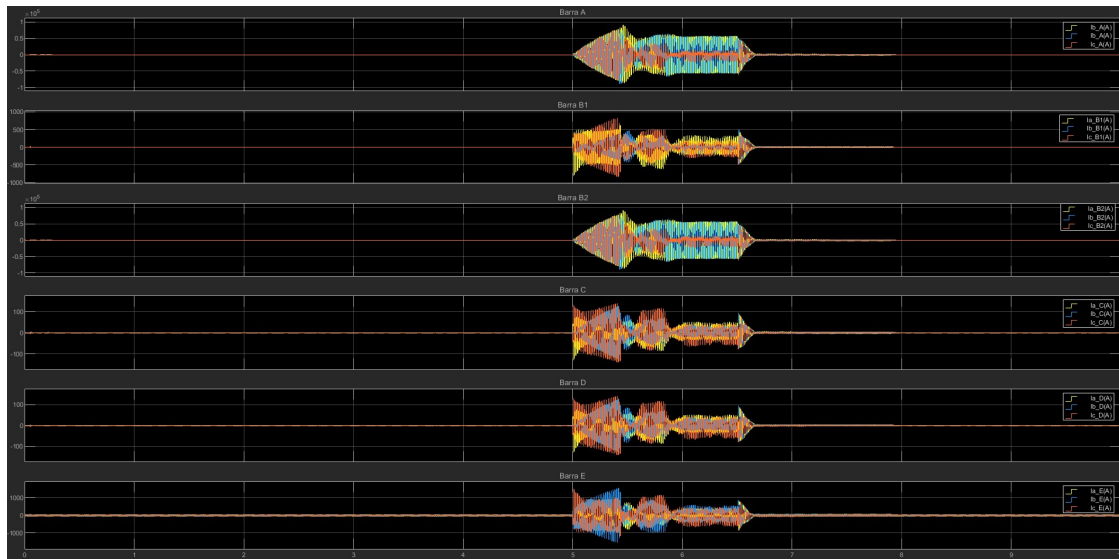 Barra A
×10⁵
1
0.5
0
-0.5
-1
Ib_A(A)
Ib_A(A)
Ic_A(A)
Barra B1
1000
500
0
-500
-1000
Ia_B1(A)
Ib_B1(A)
Ic_B1(A)
Barra B2
1
0.5
0
-0.5
-1
Ia_B2(A)
Ib_B2(A)
Ic_B2(A)
Barra C
100
0
-100
Ia_C(A)
Ib_C(A)
Ic_C(A)
Barra D
100
0
-100
Ia_D(A)
Ib_D(A)
Ic_D(A)
Barra E
1000
0
-1000
Ia_E(A)
Ib_E(A)
Ic_E(A)
0 1 2 3 4 5 6 7 8 9